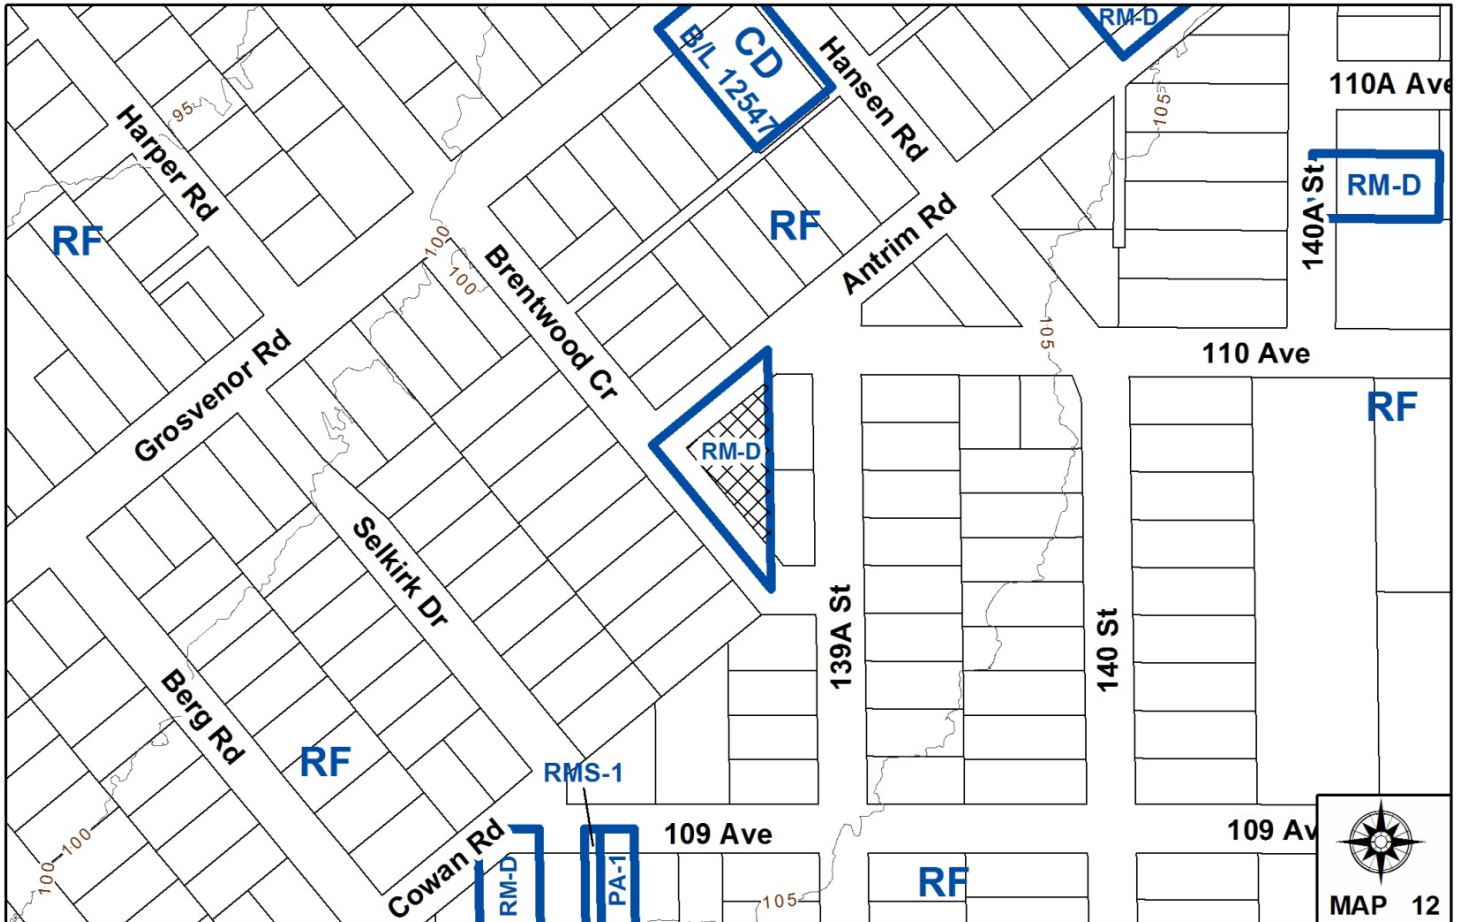 RM-D
CD
B/L 12547
Hansen Rd
110A Ave
95
Harper Rd
105
140A St
RM-D
RF
RF
Antrim Rd
100
100
Brentwood Cr
105
110 Ave
Grosvenor Rd
RF
RM-D
Selkirk Dr
139A St
140 St
Berg Rd
RF
RMS-1
100
100
Cowan Rd
109 Ave
109 Av
RM-D
PA-1
RF
105
MAP 12